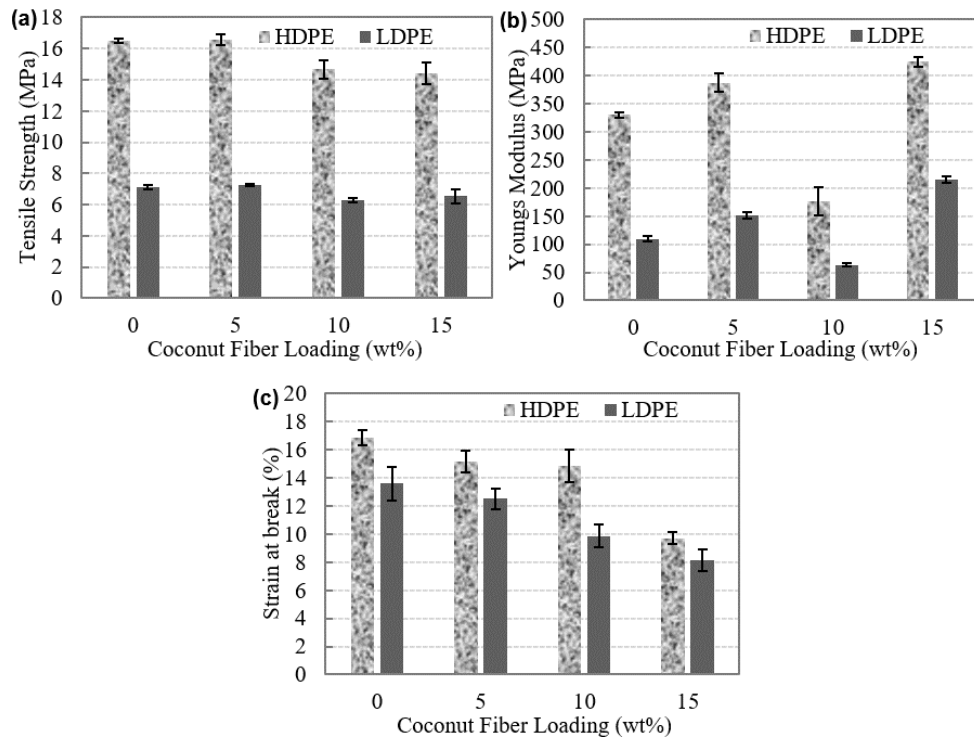 (a)
Tensile Strength (MPa)
18
16
14
12
10
8
6
4
2
0
HDPE LDPE
0 5 10 15
Coconut Fiber Loading (wt%)
(b)
Youngs Modulus (MPa)
500
450
400
350
300
250
200
150
100
50
0
HDPE LDPE
0 5 10 15
Coconut Fiber Loading (wt%)
(c)
Strain at break (%)
20
18
16
14
12
10
8
6
4
2
0
HDPE LDPE
0 5 10 15
Coconut Fiber Loading (wt%)